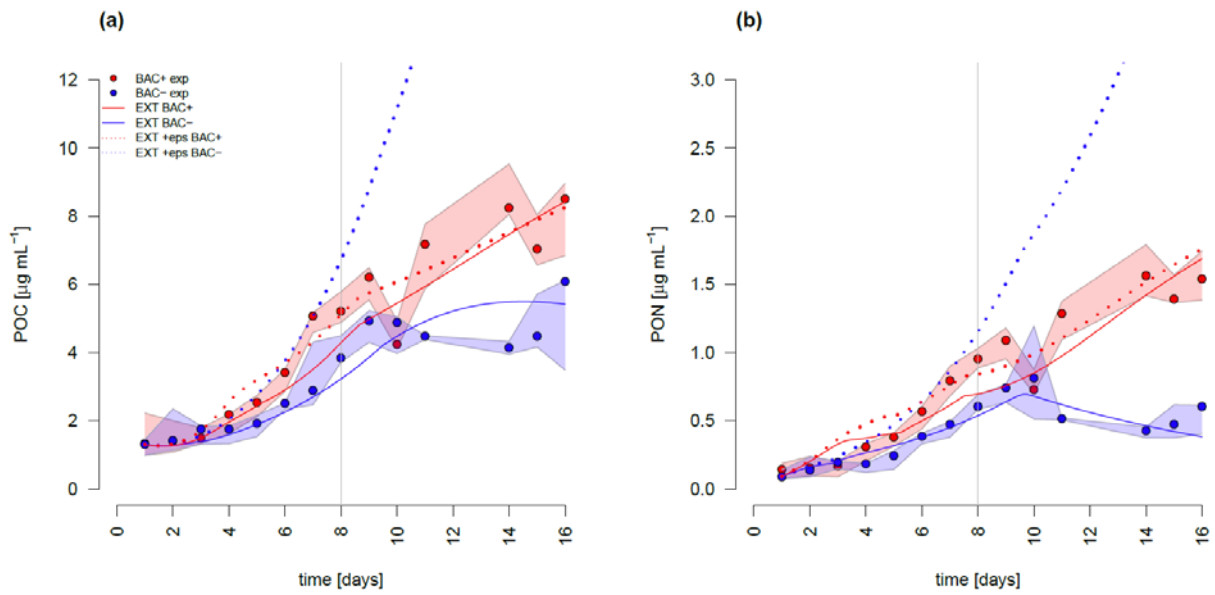 (a)
POC [μg mL⁻¹]
12
10
8
6
4
2
0
BAC+ exp
BAC− exp
EXT BAC+
EXT BAC−
EXT +eps BAC+
EXT +eps BAC−
0 2 4 6 8 10 12 14 16
time [days]
(b)
PON [μg mL⁻¹]
3.0
2.5
2.0
1.5
1.0
0.5
0.0
0 2 4 6 8 10 12 14 16
time [days]